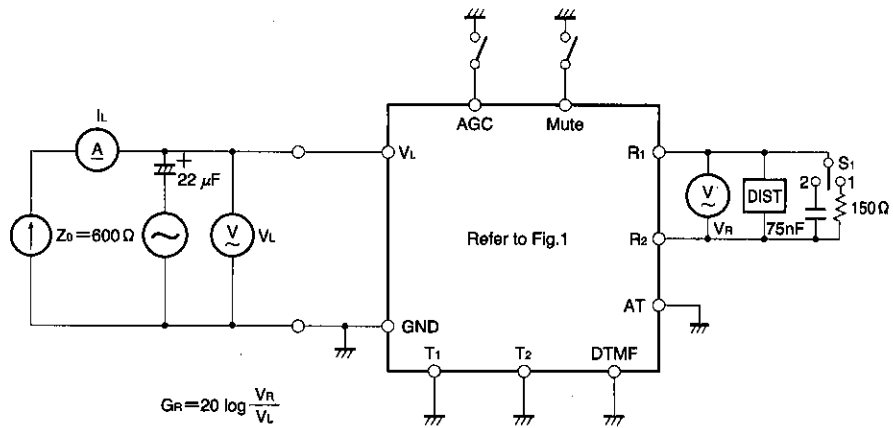 AGC
Mute
IL
A
VL
R1
S1
+
22 μF
2
1
V
DIST
150Ω
Z0=600Ω
V
VL
Refer to Fig.1
VR
75nF
R2
AT
GND
T1
T2
DTMF
GR=20 log VR
VL